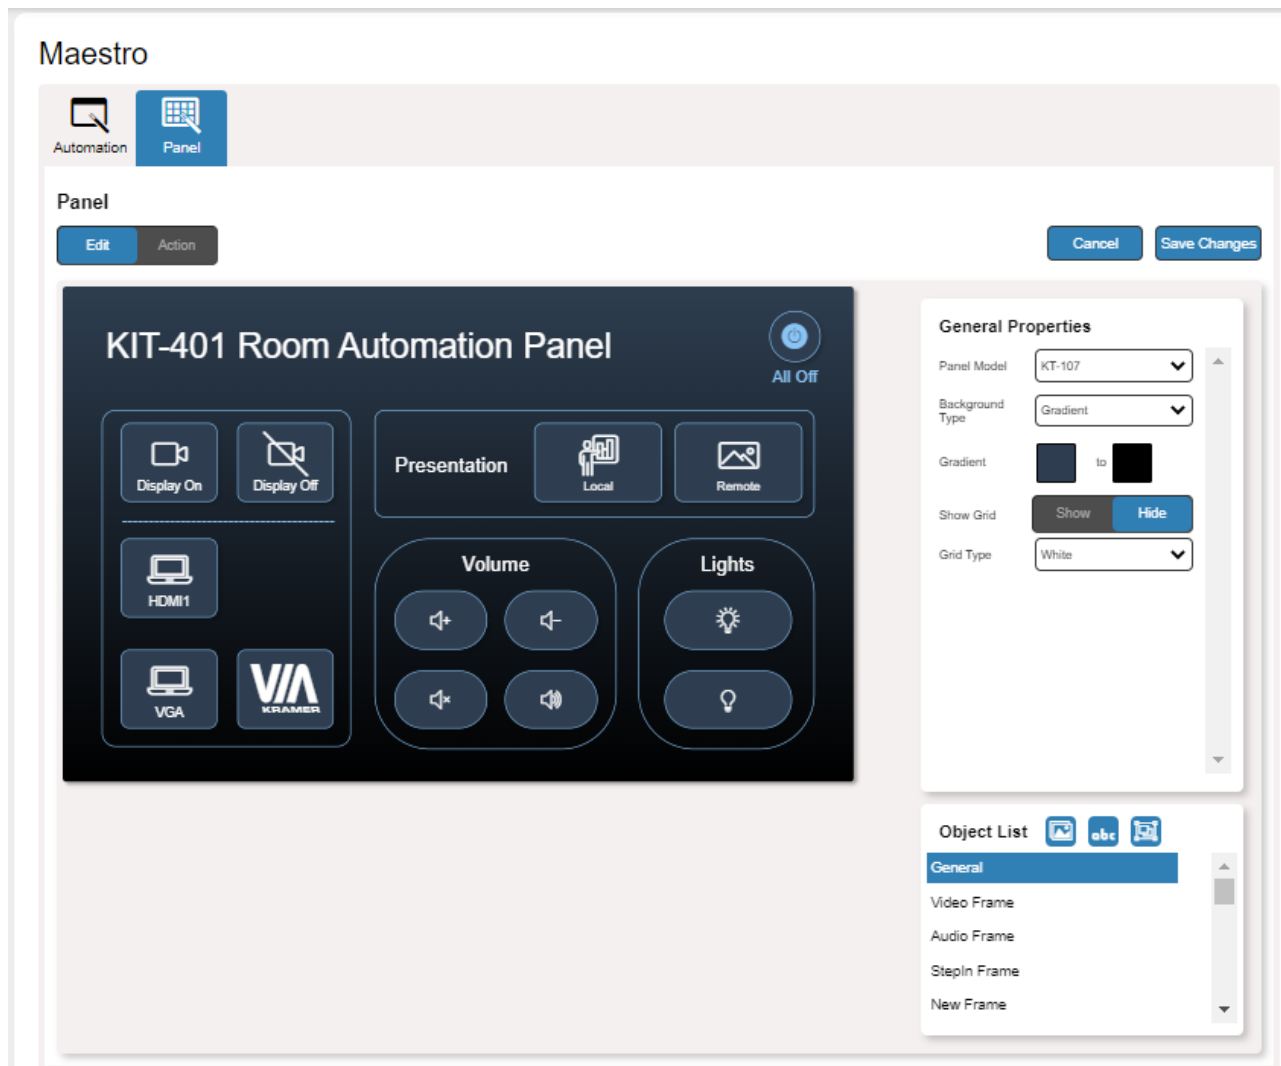 Maestro
Automation
Panel
Panel
Edit
Action
Cancel
Save Changes
KIT-401 Room Automation Panel
All Off
Display On
Display Off
Presentation
Local
Remote
HDMI1
Volume
Lights
VGA
VIA
KRAMER
General Properties
Panel Model
KT-107
Background
Type
Gradient
Gradient
to
Show Grid
Show
Hide
Grid Type
White
Object List
abc
General
Video Frame
Audio Frame
StepIn Frame
New Frame